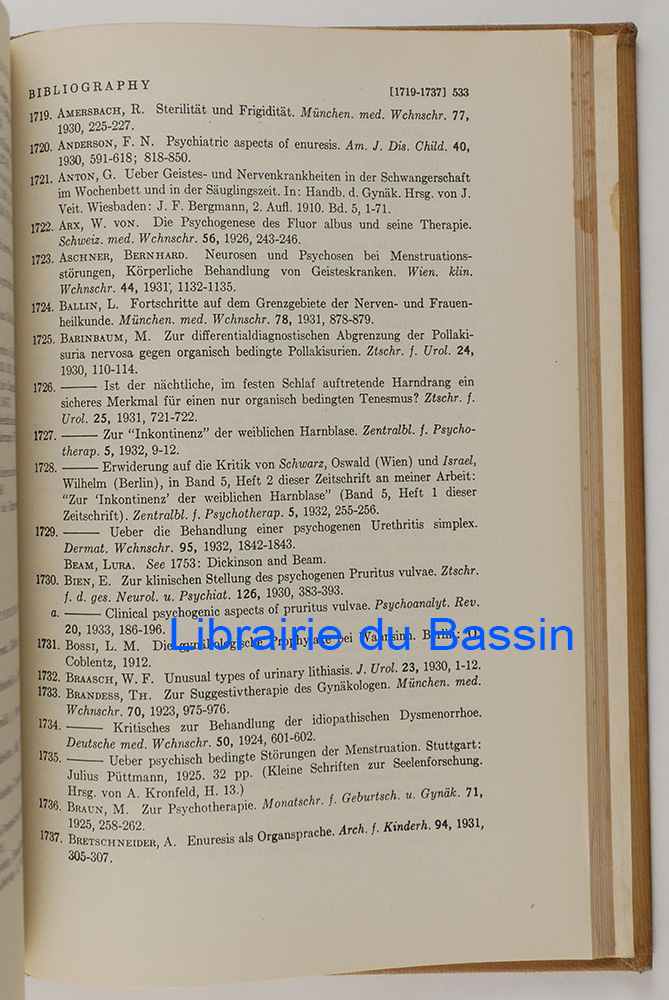 BIBLIOGRAPHY [1719-1737] 533
1719. AMERSBACH, R. Sterilität und Frigidität. München. med. Wchnschr. 77,
1930, 225-227.
1720. ANDERSON, F. N. Psychiatric aspects of enuresis. Am. J. Dis. Child. 40,
1930, 591-618; 818-850.
1721. ANTON, G. Ueber Geistes- und Nervenkrankheiten in der Schwangerschaft
im Wochenbett und in der Säuglingszeit. In: Handb. d. Gynäk. Hrsg. von J.
Veit. Wiesbaden: J. F. Bergmann, 2. Aufl. 1910. Bd. 5, 1-71.
1722. ARX, W. VON. Die Psychogenese des Fluor albus und seine Therapie.
Schweiz. med. Wchnschr. 56, 1926, 243-246.
1723. ASCHNER, BERNHARD. Neurosen und Psychosen bei Menstruations-
störungen, Körperliche Behandlung von Geisteskranken. Wien. klin.
Wchnschr. 44, 1931, 1132-1135.
1724. BALLIN, L. Fortschritte auf dem Grenzgebiete der Nerven- und Frauen-
heilkunde. München. med. Wchnschr. 78, 1931, 878-879.
1725. BARINBAUM, M. Zur differentialdiagnostischen Abgrenzung der Pollaki-
suria nervosa gegen organisch bedingte Pollakisurien. Ztschr. f. Urol. 24,
1930, 110-114.
1726. ——— Ist der nächtliche, im festen Schlaf auftretende Harndrang ein
sicheres Merkmal für einen nur organisch bedingten Tenesmus? Ztschr. f.
Urol. 25, 1931, 721-722.
1727. ——— Zur "Inkontinenz" der weiblichen Harnblase. Zentralbl. f. Psycho-
therap. 5, 1932, 9-12.
1728. ——— Erwiderung auf die Kritik von Schwarz, Oswald (Wien) und Israel,
Wilhelm (Berlin), in Band 5, Heft 2 dieser Zeitschrift an meiner Arbeit:
"Zur 'Inkontinenz' der weiblichen Harnblase" (Band 5, Heft 1 dieser
Zeitschrift). Zentralbl. f. Psychotherap. 5, 1932, 255-256.
1729. ——— Ueber die Behandlung einer psychogenen Urethritis simplex.
Dermat. Wchnschr. 95, 1932, 1842-1843.
BEAM, LURA. See 1753: Dickinson and Beam.
1730. BIEN, E. Zur klinischen Stellung des psychogenen Pruritus vulvae. Ztschr.
f. d. ges. Neurol. u. Psychiat. 126, 1930, 383-393.
a. ——— Clinical psychogenic aspects of pruritus vulvae. Psychoanalyt. Rev.
20, 1933, 186-196.
Librairie du Bassin
1731. BOSSI, L. M. Die gynäkologische Prophylaxe bei Wahnsinn. Berlin: O.
Coblentz, 1912.
1732. BRAASCH, W. F. Unusual types of urinary lithiasis. J. Urol. 23, 1930, 1-12.
1733. BRANDESS, TH. Zur Suggestivtherapie des Gynäkologen. München. med.
Wchnschr. 70, 1923, 975-976.
1734. ——— Kritisches zur Behandlung der idiopathischen Dysmenorrhoe.
Deutsche med. Wchnschr. 50, 1924, 601-602.
1735. ——— Ueber psychisch bedingte Störungen der Menstruation. Stuttgart:
Julius Püttmann, 1925. 32 pp. (Kleine Schriften zur Seelenforschung.
Hrsg. von A. Kronfeld, H. 13.)
1736. BRAUN, M. Zur Psychotherapie. Monatschr. f. Geburtsch. u. Gynäk. 71,
1925, 258-262.
1737. BRETSCHNEIDER, A. Enuresis als Organsprache. Arch. f. Kinderh. 94, 1931,
305-307.